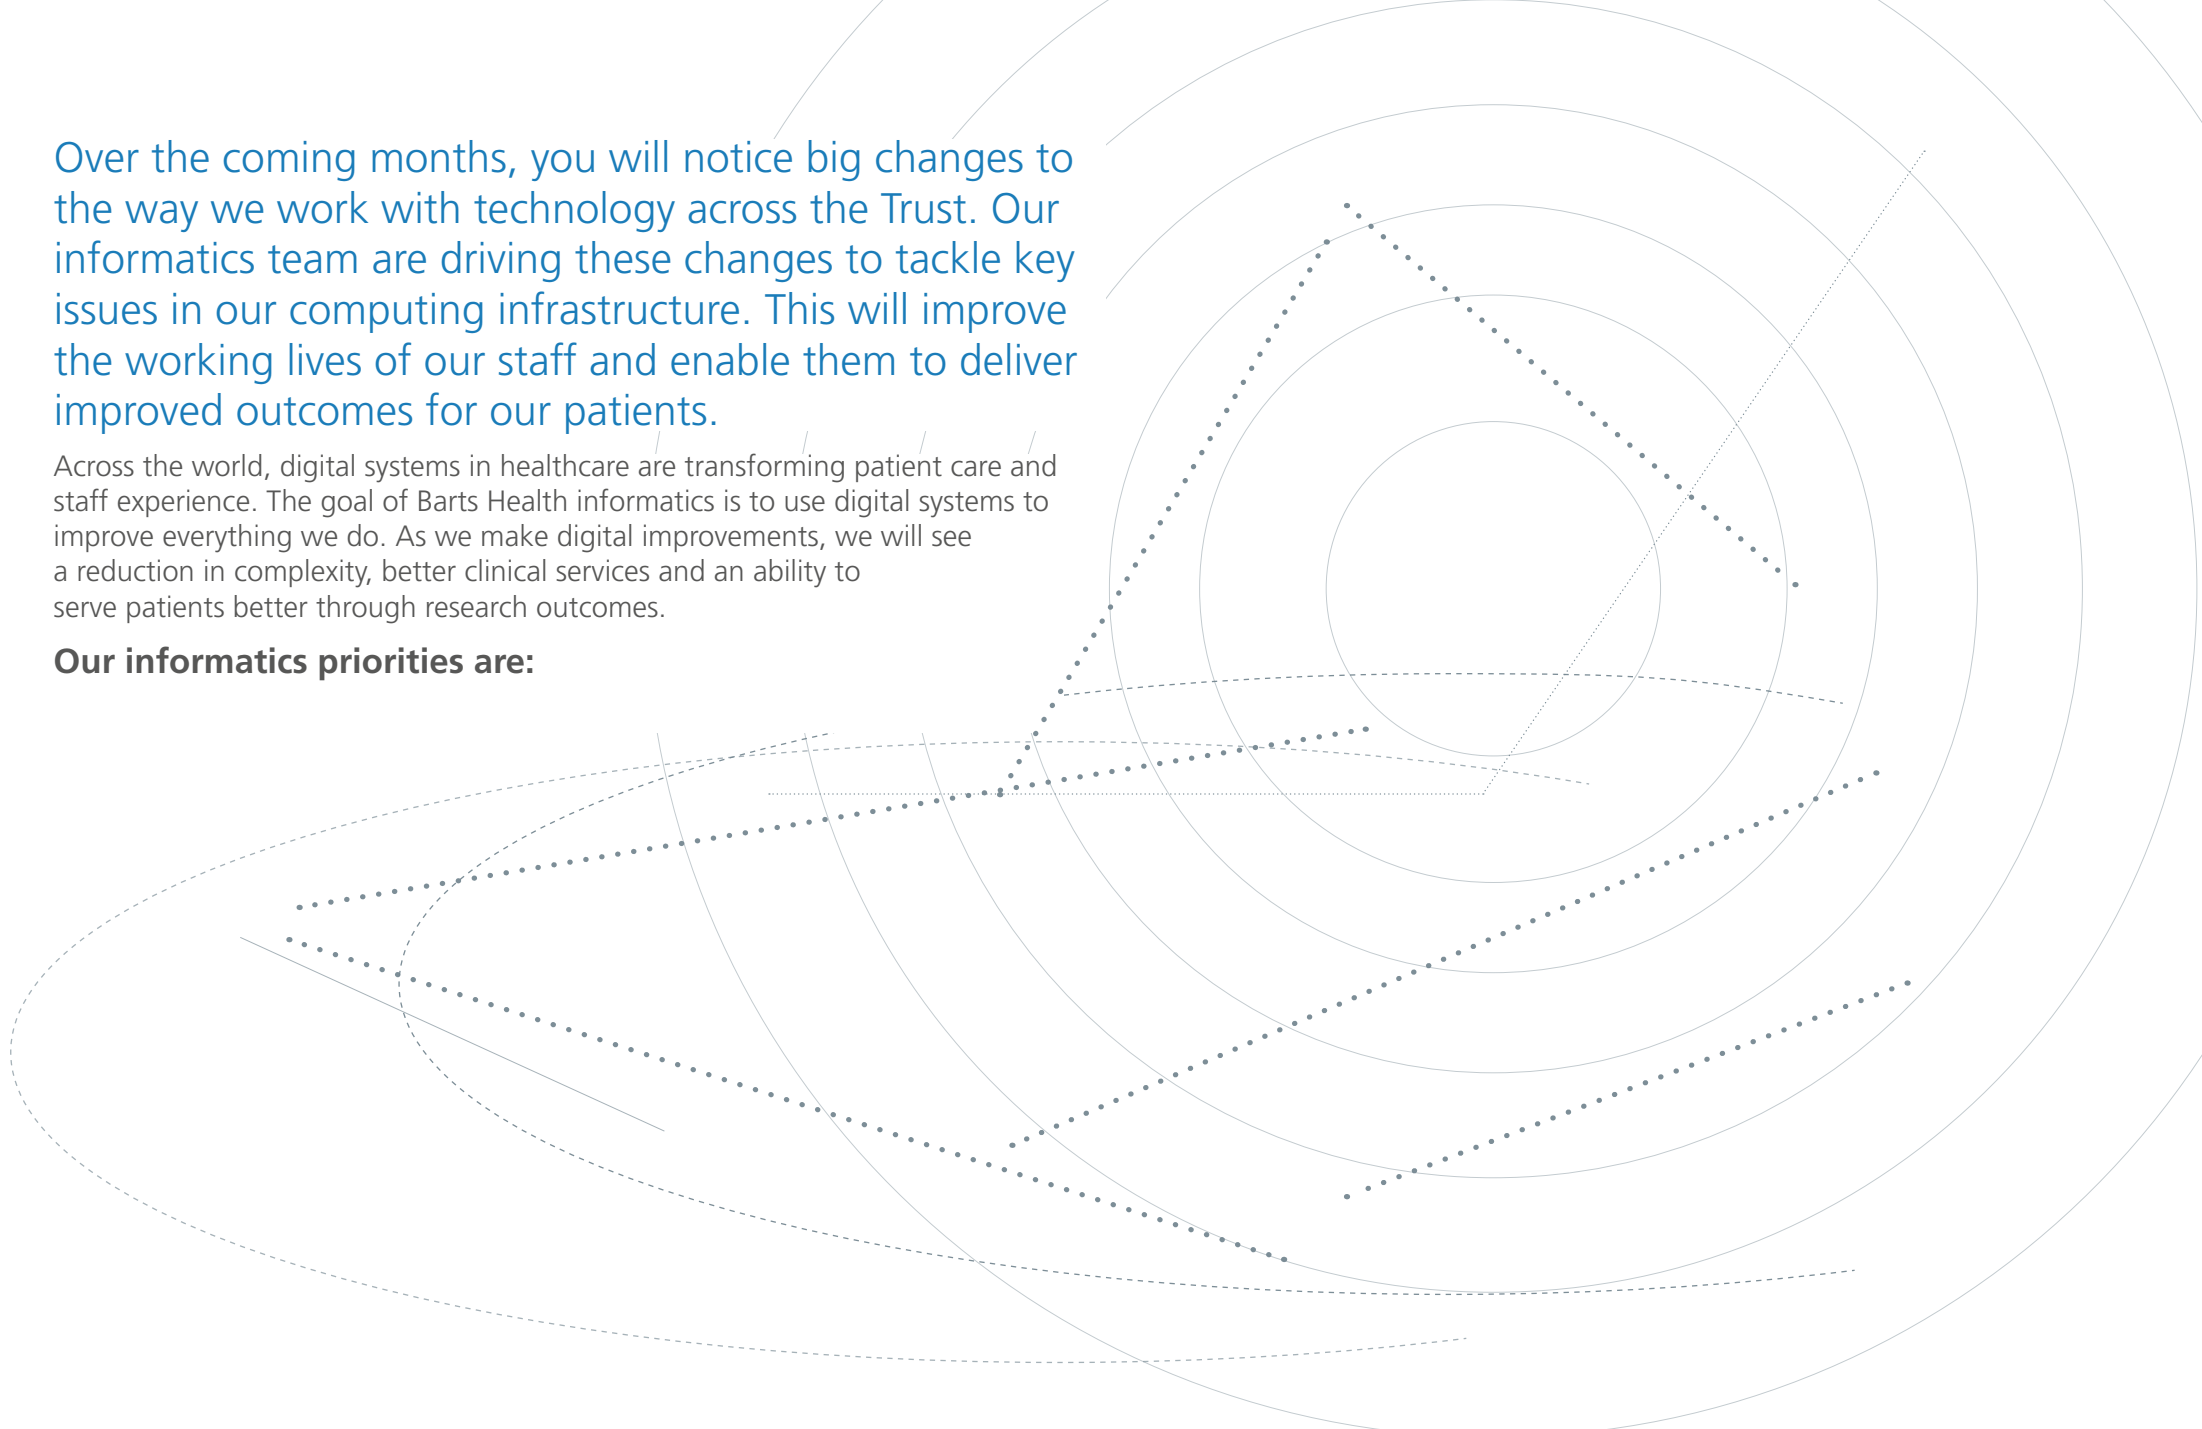 Over the coming months, you will notice big changes to
the way we work with technology across the Trust. Our
informatics team are driving these changes to tackle key
issues in our computing infrastructure. This will improve
the working lives of our staff and enable them to deliver
improved outcomes for our patients.
Across the world, digital systems in healthcare are transforming patient care and
staff experience. The goal of Barts Health informatics is to use digital systems to
improve everything we do. As we make digital improvements, we will see
a reduction in complexity, better clinical services and an ability to
serve patients better through research outcomes.
Our informatics priorities are: